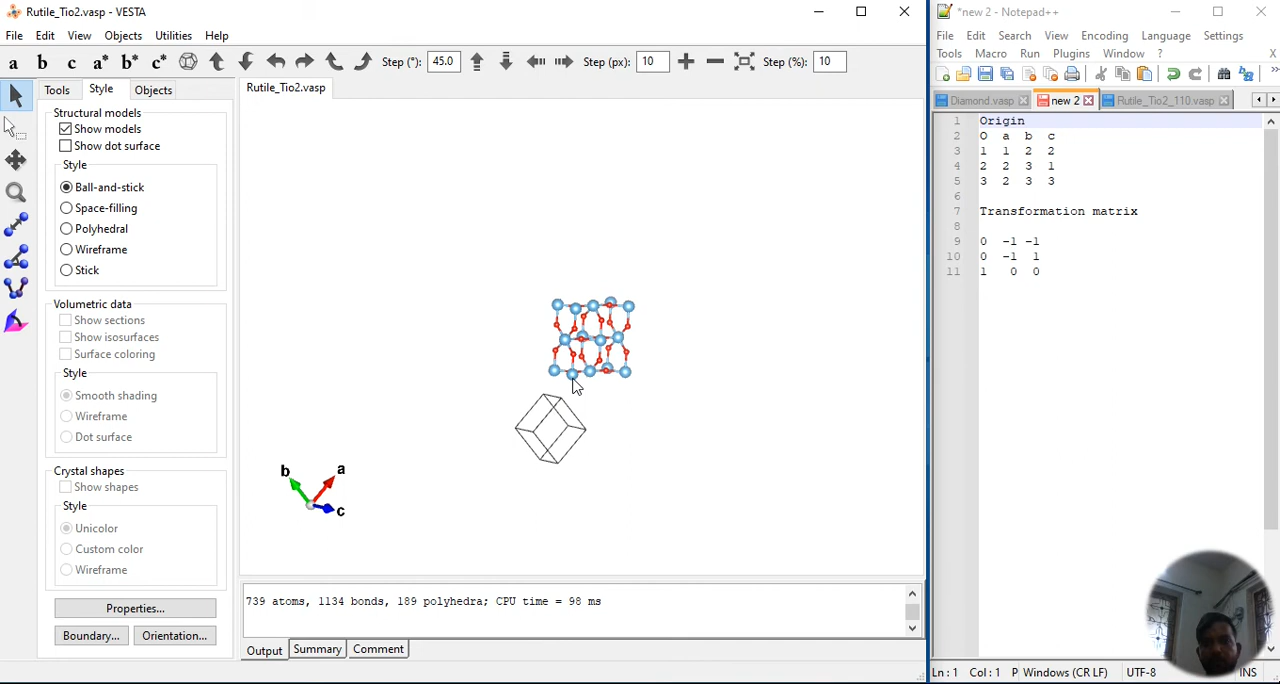 Rutile_Tio2.vasp - VESTA
File Edit View Objects Utilities Help
a b c a* b* c* Step (°): 45.0 Step (px): 10 Step (%): 10
Tools Style Objects
Rutile_Tio2.vasp
Structural models
Show models
Show dot surface
Style
Ball-and-stick
Space-filling
Polyhedral
Wireframe
Stick
Volumetric data
Show sections
Show isosurfaces
Surface coloring
Style
Smooth shading
Wireframe
Dot surface
Crystal shapes
Show shapes
Style
Unicolor
Custom color
Wireframe
Properties...
Boundary... Orientation...
b a
c
739 atoms, 1134 bonds, 189 polyhedra; CPU time = 98 ms
Output Summary Comment
*new 2 - Notepad++
File Edit Search View Encoding Language Settings
Tools Macro Run Plugins Window ? X
Diamond.vasp new 2 Rutile_Tio2_110.vasp
1 Origin
2 O a b c
3 1 1 2 2
4 2 2 3 1
5 3 2 3 3
6
7 Transformation matrix
8
9 0 -1 -1
10 0 -1 1
11 1 0 0
Ln : 1 Col : 1 P Windows (CR LF) UTF-8 INS